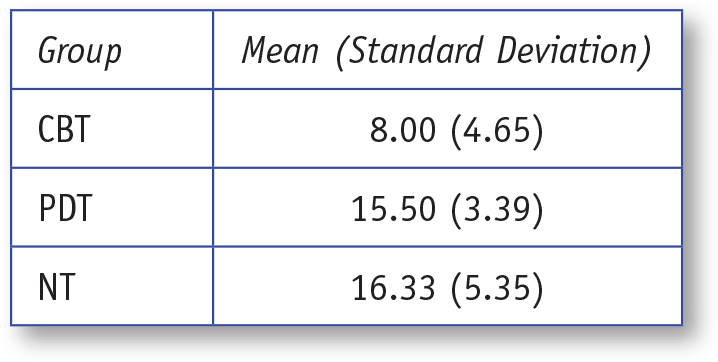 Group Mean (Standard Deviation)
CBT 8.00 (4.65)
PDT 15.50 (3.39)
NT 16.33 (5.35)